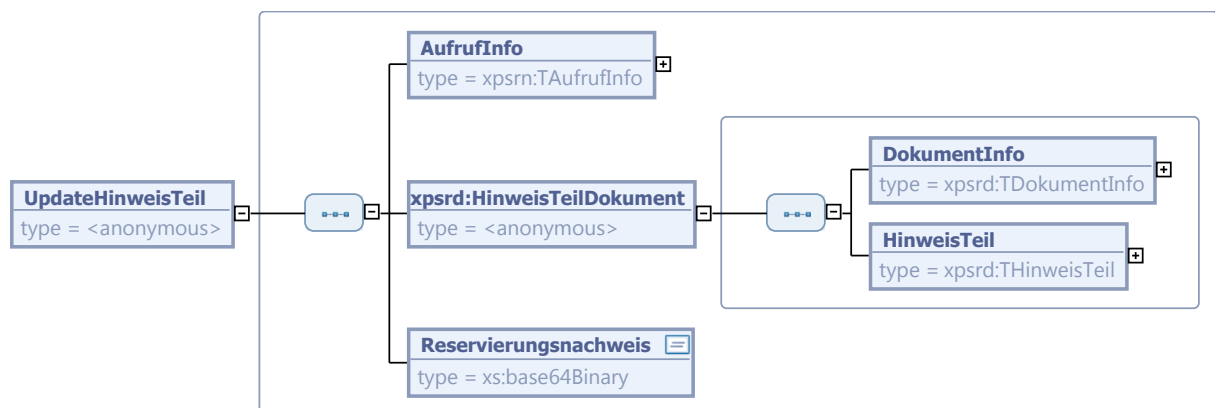 AufrufInfo
type = xpsrn:TAufrufInfo
DokumentInfo
type = xpsrd:TDokumentInfo
UpdateHinweisTeil
type = <anonymous>
xpsrd:HinweisTeilDokument
type = <anonymous>
HinweisTeil
type = xpsrd:THinweisTeil
Reservierungsnachweis
type = xs:base64Binary